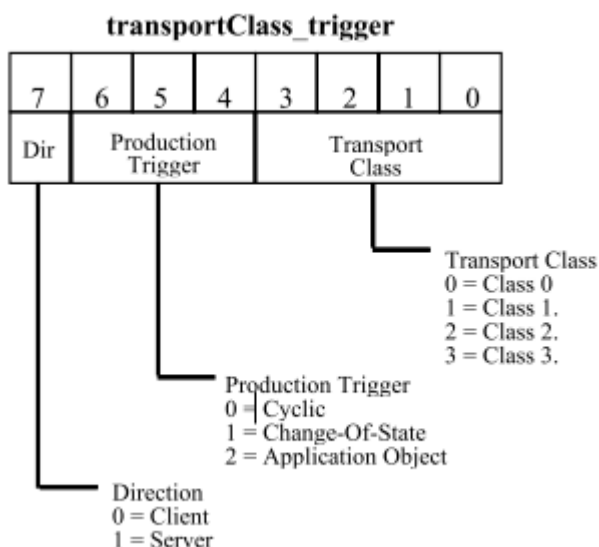 transportClass_trigger
7 6 5 4 3 2 1 0
Dir Production Trigger Transport Class
Transport Class
0 = Class 0
1 = Class 1.
2 = Class 2.
3 = Class 3.
Production Trigger
0 = Cyclic
1 = Change-Of-State
2 = Application Object
Direction
0 = Client
1 = Server